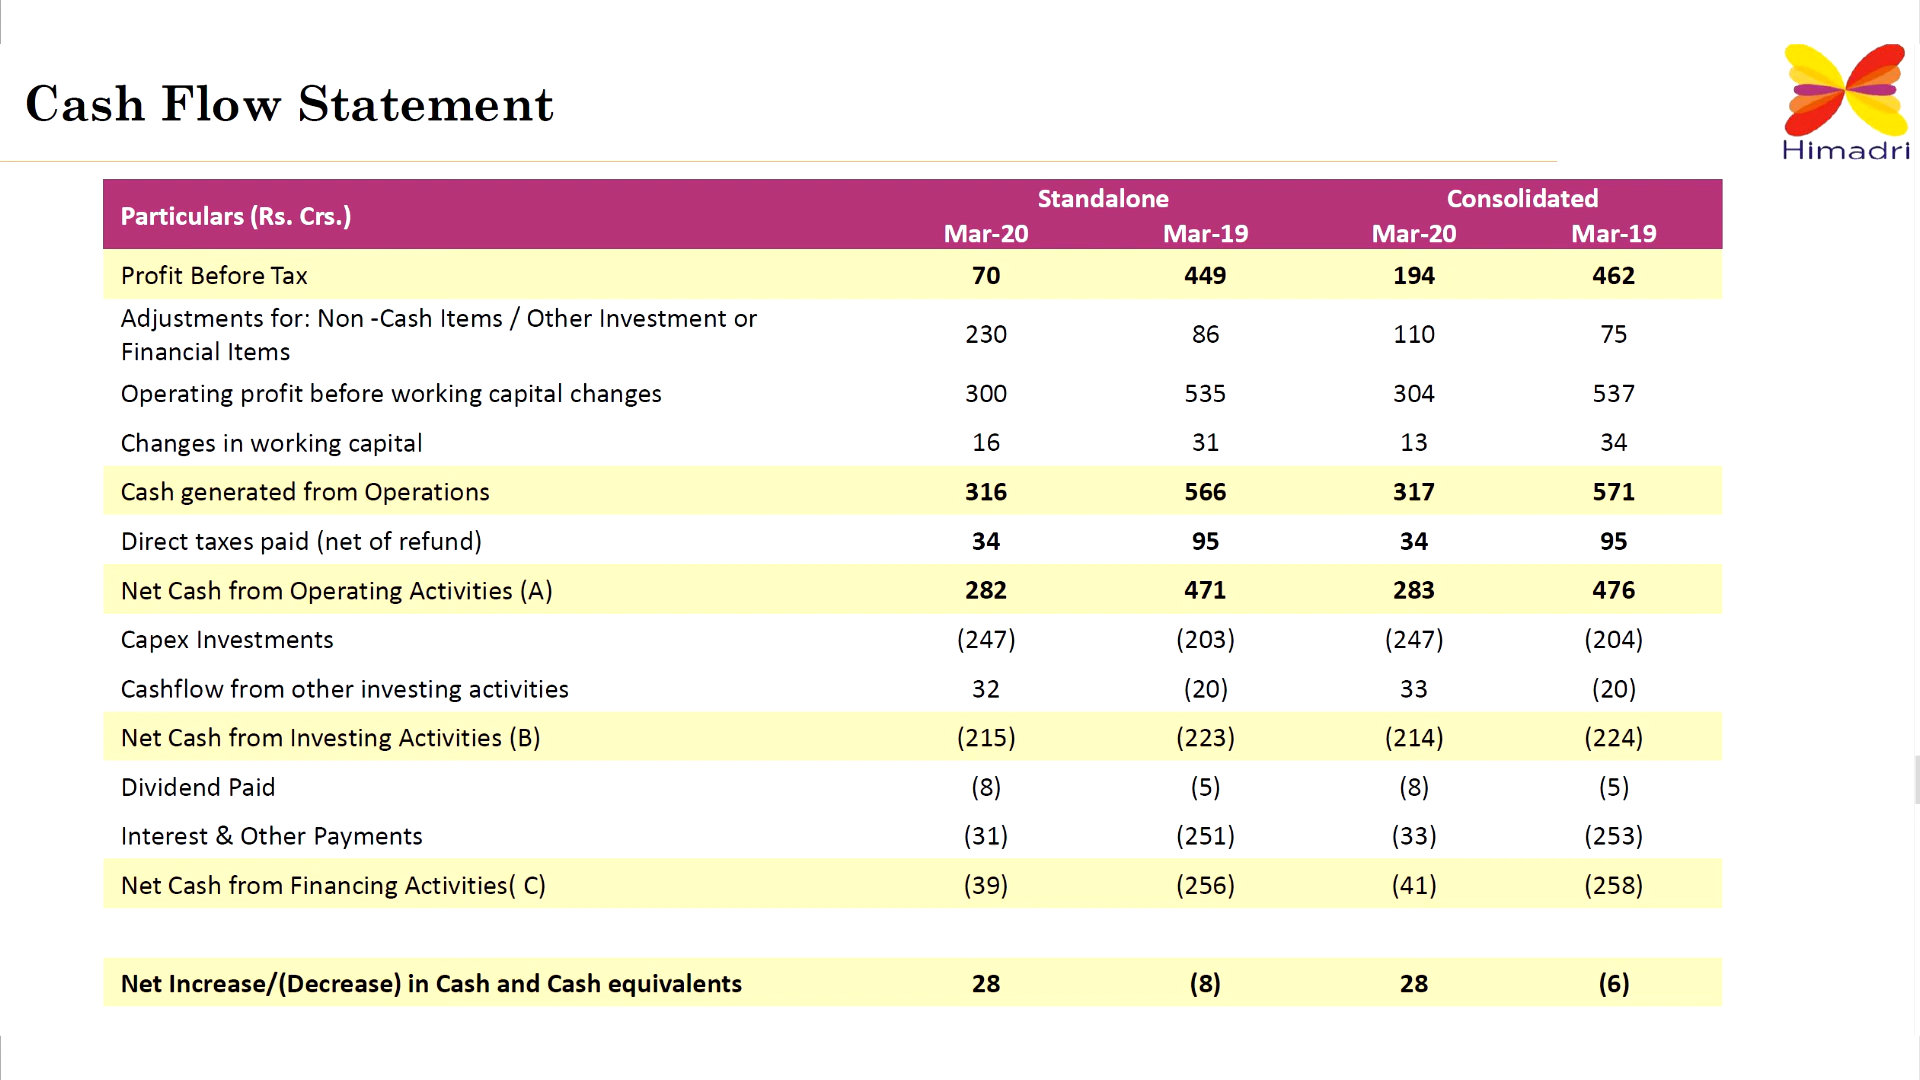 Cash Flow Statement
Himadri
Particulars (Rs. Crs.) Standalone Consolidated
Mar-20 Mar-19 Mar-20 Mar-19
Profit Before Tax 70 449 194 462
Adjustments for: Non -Cash Items / Other Investment or
Financial Items 230 86 110 75
Operating profit before working capital changes 300 535 304 537
Changes in working capital 16 31 13 34
Cash generated from Operations 316 566 317 571
Direct taxes paid (net of refund) 34 95 34 95
Net Cash from Operating Activities (A) 282 471 283 476
Capex Investments (247) (203) (247) (204)
Cashflow from other investing activities 32 (20) 33 (20)
Net Cash from Investing Activities (B) (215) (223) (214) (224)
Dividend Paid (8) (5) (8) (5)
Interest & Other Payments (31) (251) (33) (253)
Net Cash from Financing Activities( C) (39) (256) (41) (258)
Net Increase/(Decrease) in Cash and Cash equivalents 28 (8) 28 (6)